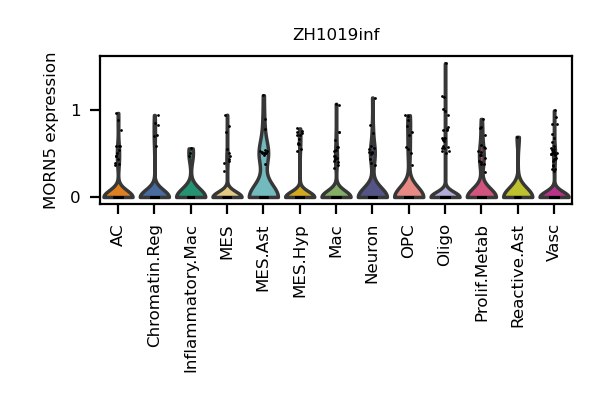 ZH1019inf
MORN5 expression
1
0
AC
Chromatin.Reg
Inflammatory.Mac
MES
MES.Ast
MES.Hyp
Mac
Neuron
OPC
Oligo
Prolif.Metab
Reactive.Ast
Vasc